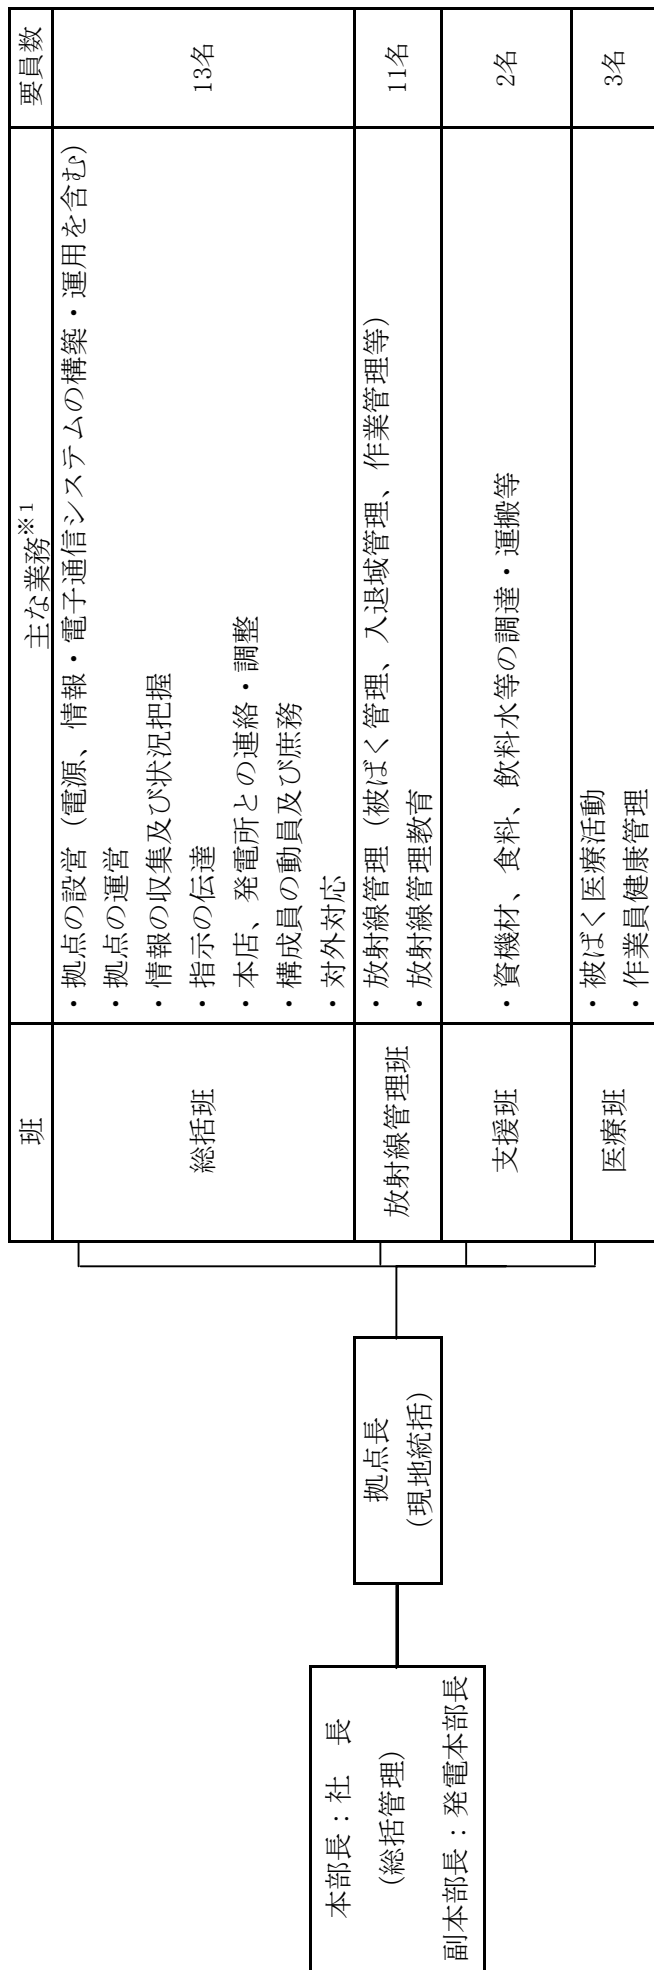 本部長：社　長
(総括管理)
副本部長：発電本部長
拠点長
(現地統括)
班
主な業務※1
要員数
総括班
・拠点の設営（電源、情報・電子通信システムの構築・運用を含む）
・拠点の運営
・情報の収集及び状況把握
・指示の伝達
・本店、発電所との連絡・調整
・構成員の動員及び庶務
・対外対応
13名
放射線管理班
・放射線管理（被ばく管理、入退域管理、作業管理等）
・放射線管理教育
11名
支援班
・資機材、食料、飲料水等の調達・運搬等
2名
医療班
・被ばく医療活動
・作業員健康管理
3名